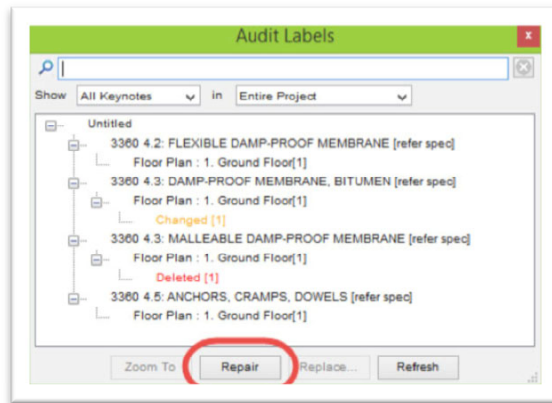 Audit Labels
x
Show All Keynotes in Entire Project
Untitled
3360 4.2: FLEXIBLE DAMP-PROOF MEMBRANE [refer spec]
Floor Plan : 1. Ground Floor[1]
3360 4.3: DAMP-PROOF MEMBRANE, BITUMEN [refer spec]
Floor Plan : 1. Ground Floor[1]
Changed [1]
3360 4.3: MALLEABLE DAMP-PROOF MEMBRANE [refer spec]
Floor Plan : 1. Ground Floor[1]
Deleted [1]
3360 4.5: ANCHORS, CRAMPS, DOWELS [refer spec]
Floor Plan : 1. Ground Floor[1]
Zoom To Repair Replace... Refresh